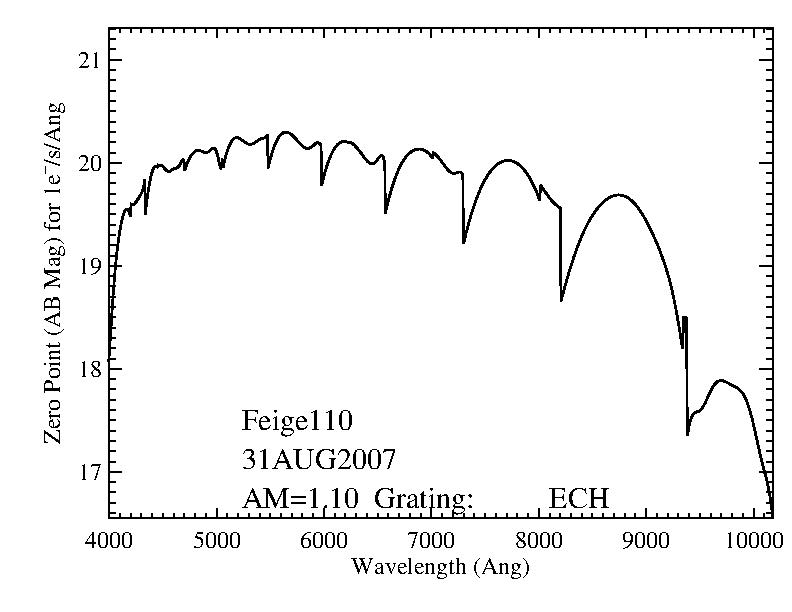 21
20
19
18
17
Zero Point (AB Mag) for 1e⁻/s/Ang
Feige110
31AUG2007
AM=1.10 Grating: ECH
4000 5000 6000 7000 8000 9000 10000
Wavelength (Ang)